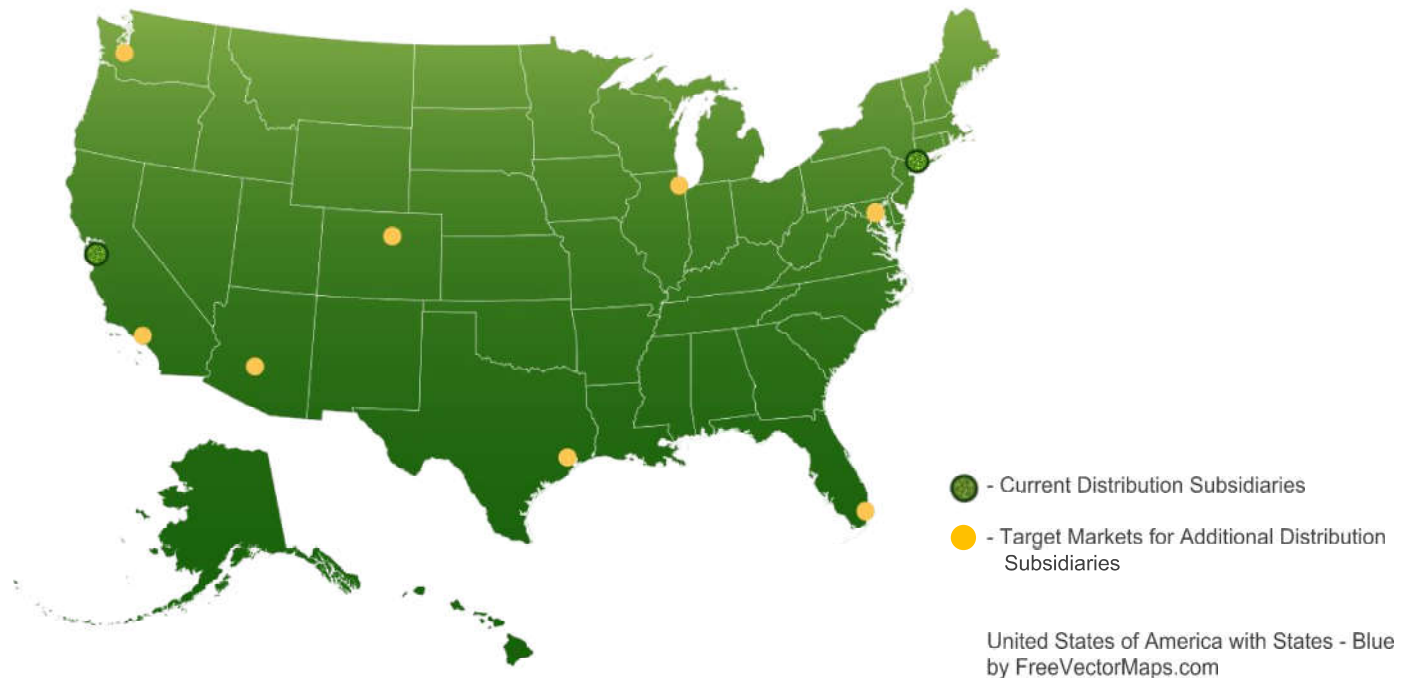 - Current Distribution Subsidiaries
- Target Markets for Additional Distribution
Subsidiaries
United States of America with States - Blue
by FreeVectorMaps.com